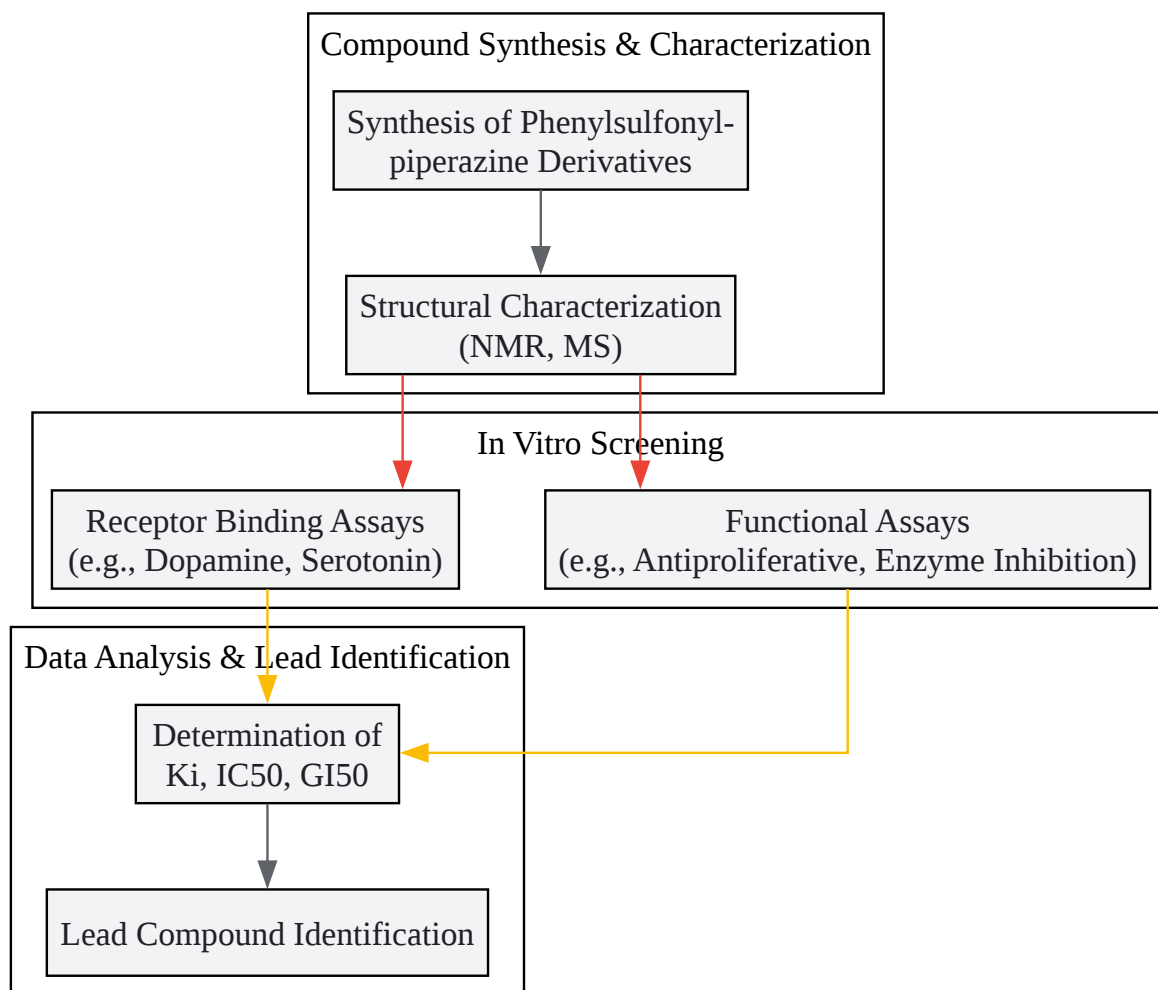 Compound Synthesis & Characterization
Synthesis of Phenylsulfonyl-
piperazine Derivatives
Structural Characterization
(NMR, MS)
In Vitro Screening
Receptor Binding Assays
(e.g., Dopamine, Serotonin)
Functional Assays
(e.g., Antiproliferative, Enzyme Inhibition)
Data Analysis & Lead Identification
Determination of
Ki, IC50, GI50
Lead Compound Identification